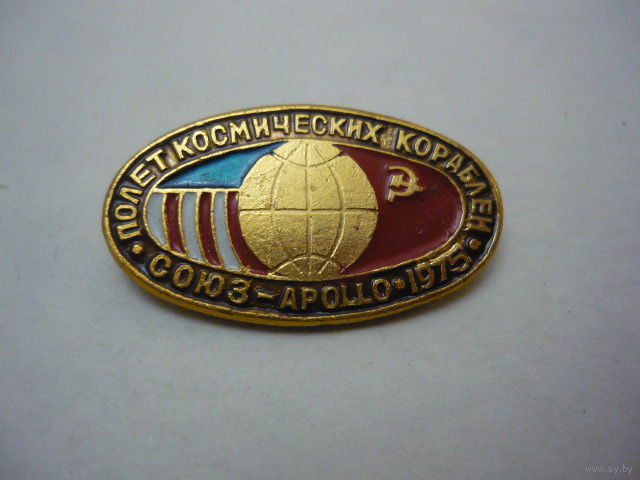 ПОЛЕТ КОСМИЧЕСКИХ КОРАБЛЕЙ
СОЮЗ - APOLLO • 1975
www.ay.by